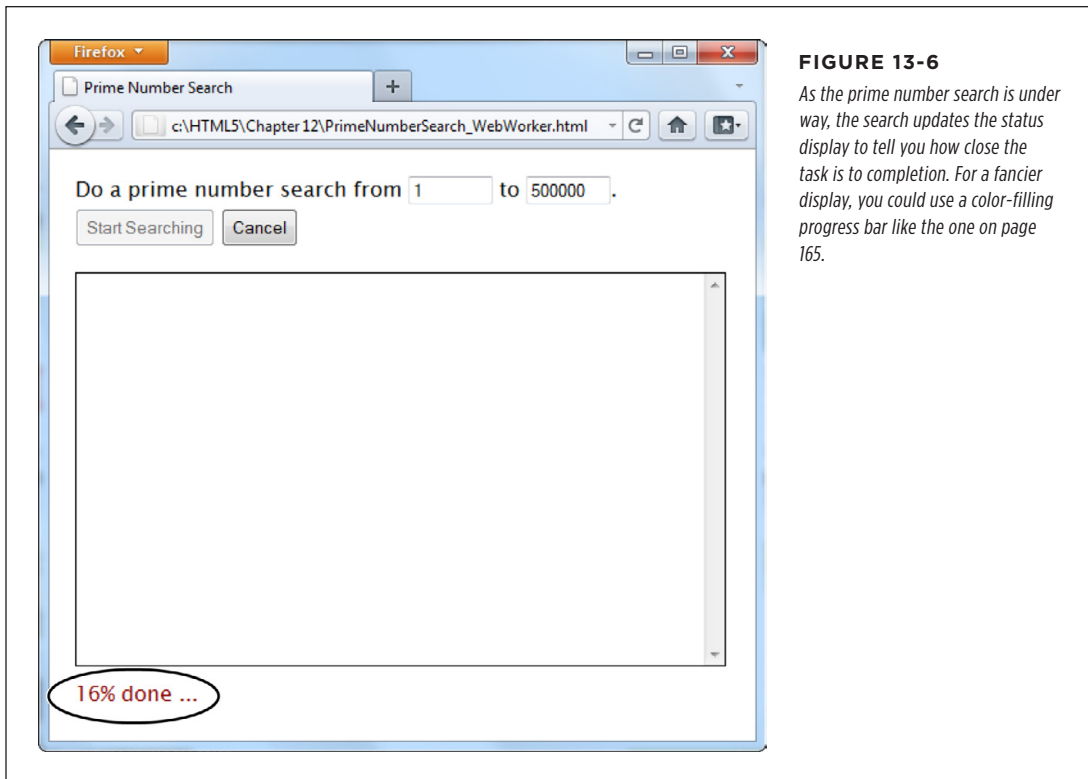 Firefox
Prime Number Search
c:\HTML5\Chapter 12\PrimeNumberSearch_WebWorker.html
Do a prime number search from 1 to 500000 .
Start Searching Cancel
16% done ...
FIGURE 13-6
As the prime number search is under
way, the search updates the status
display to tell you how close the
task is to completion. For a fancier
display, you could use a color-filling
progress bar like the one on page
165.